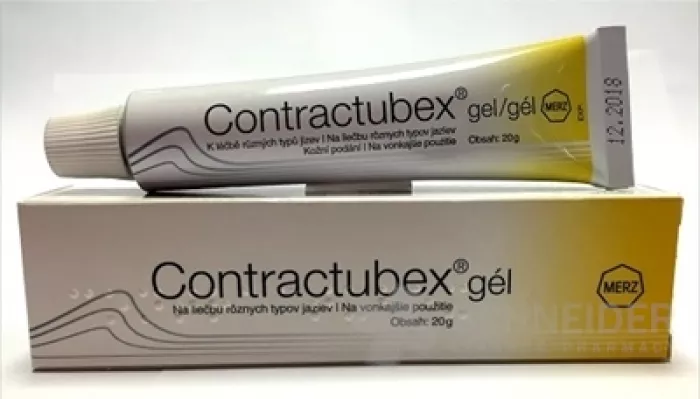 Contractubex® gel/gél
MERZ
EXP.
12.2018
K léčbě různých typů jizev | Na liečbu rôznych typov jaziev
Kožní podání | Na vonkajšie použitie
Obsah: 20g
Contractubex® gél
MERZ
Na liečbu rôznych typov jaziev | Na vonkajšie použitie
Obsah: 20g